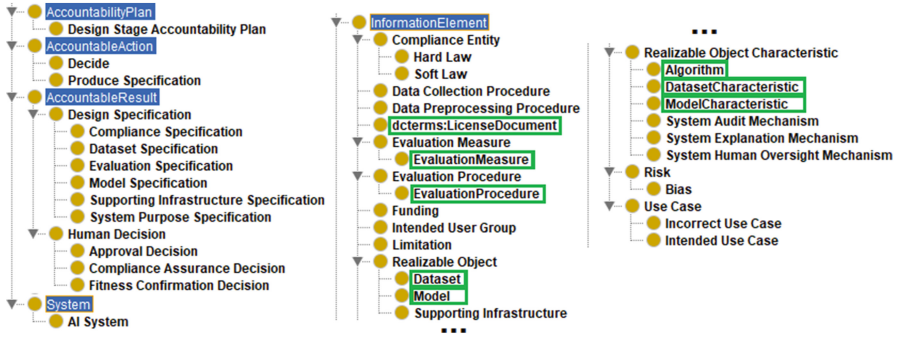 AccountabilityPlan
Design Stage Accountability Plan
AccountableAction
Decide
Produce Specification
AccountableResult
Design Specification
Compliance Specification
Dataset Specification
Evaluation Specification
Model Specification
Supporting Infrastructure Specification
System Purpose Specification
Human Decision
Approval Decision
Compliance Assurance Decision
Fitness Confirmation Decision
System
AI System
InformationElement
Compliance Entity
Hard Law
Soft Law
Data Collection Procedure
Data Preprocessing Procedure
dcterms:LicenseDocument
Evaluation Measure
EvaluationMeasure
Evaluation Procedure
EvaluationProcedure
Funding
Intended User Group
Limitation
Realizable Object
Dataset
Model
Supporting Infrastructure
...
...
Realizable Object Characteristic
Algorithm
DatasetCharacteristic
ModelCharacteristic
System Audit Mechanism
System Explanation Mechanism
System Human Oversight Mechanism
Risk
Bias
Use Case
Incorrect Use Case
Intended Use Case